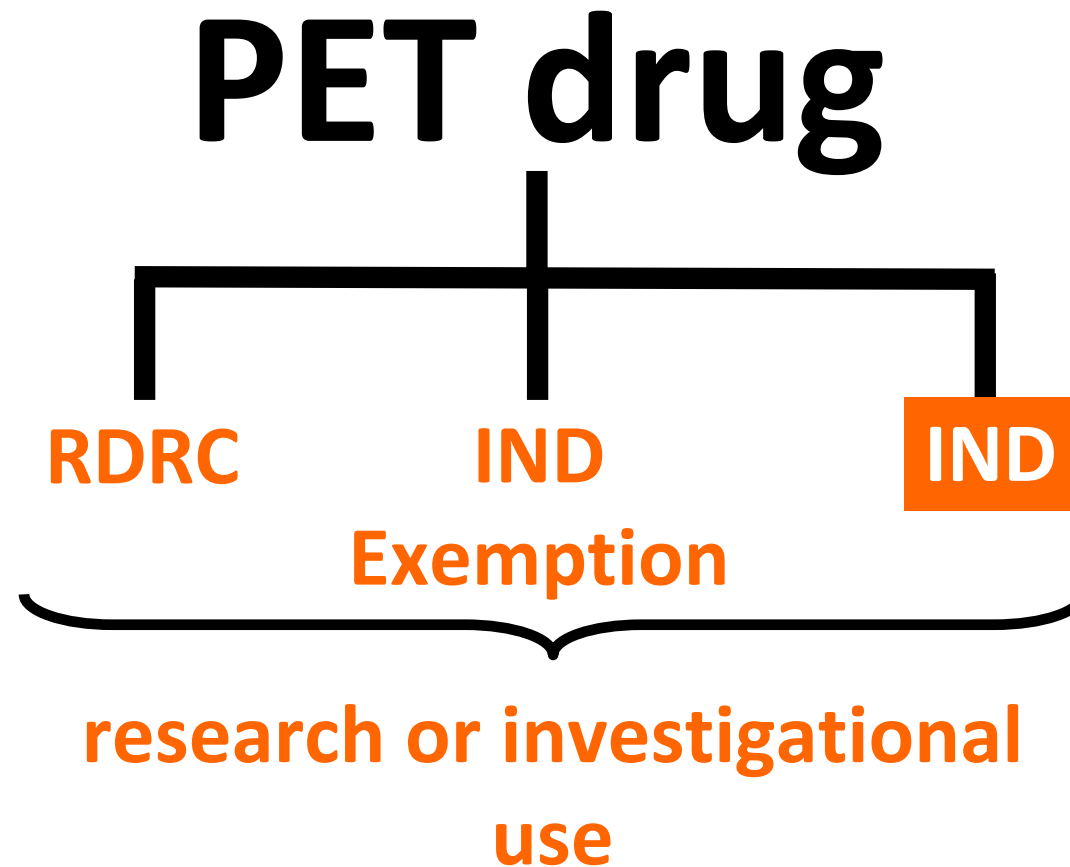 PET drug
RDRC
IND
Exemption
IND
research or investigational
use